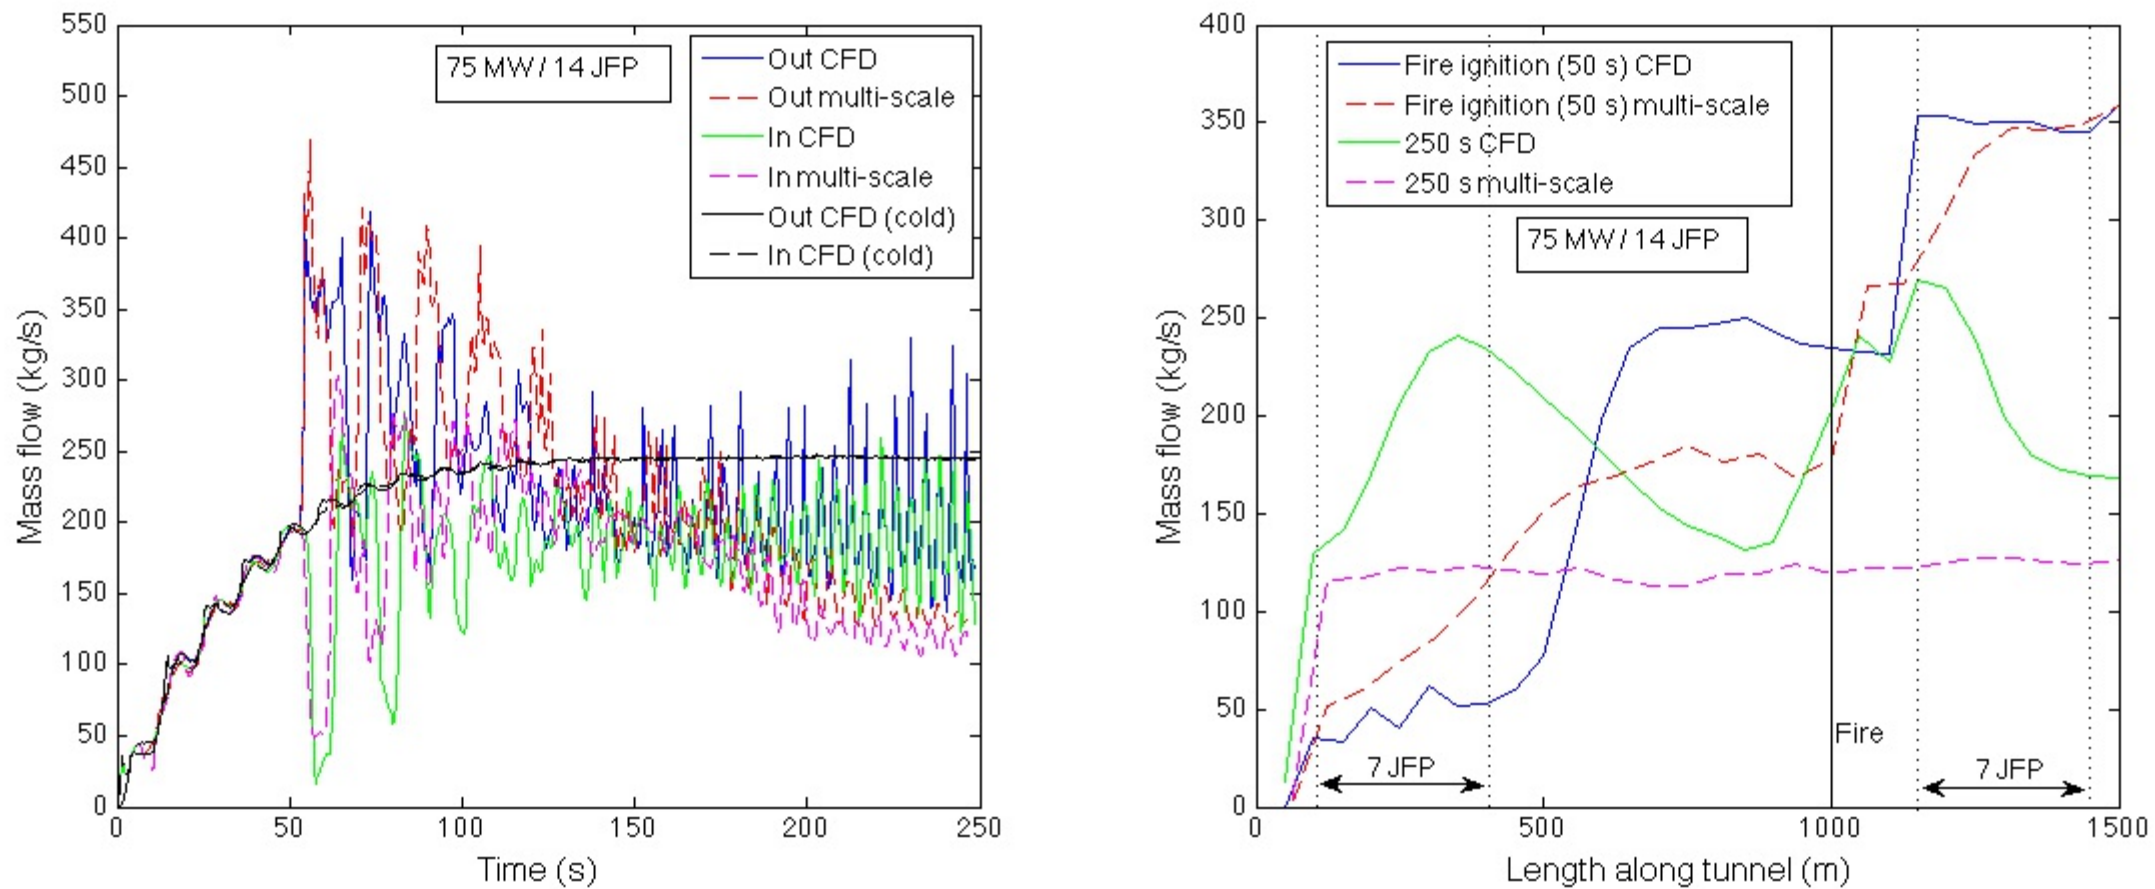 550
500
450
400
350
300
250
200
150
100
50
0
Mass flow (kg/s)
75 MW / 14 JFP
Out CFD
Out multi-scale
In CFD
In multi-scale
Out CFD (cold)
In CFD (cold)
0 50 100 150 200 250
Time (s)
400
350
300
250
200
150
100
50
0
Mass flow (kg/s)
Fire ignition (50 s) CFD
Fire ignition (50 s) multi-scale
250 s CFD
250 s multi-scale
75 MW / 14 JFP
Fire
7 JFP
7 JFP
0 500 1000 1500
Length along tunnel (m)